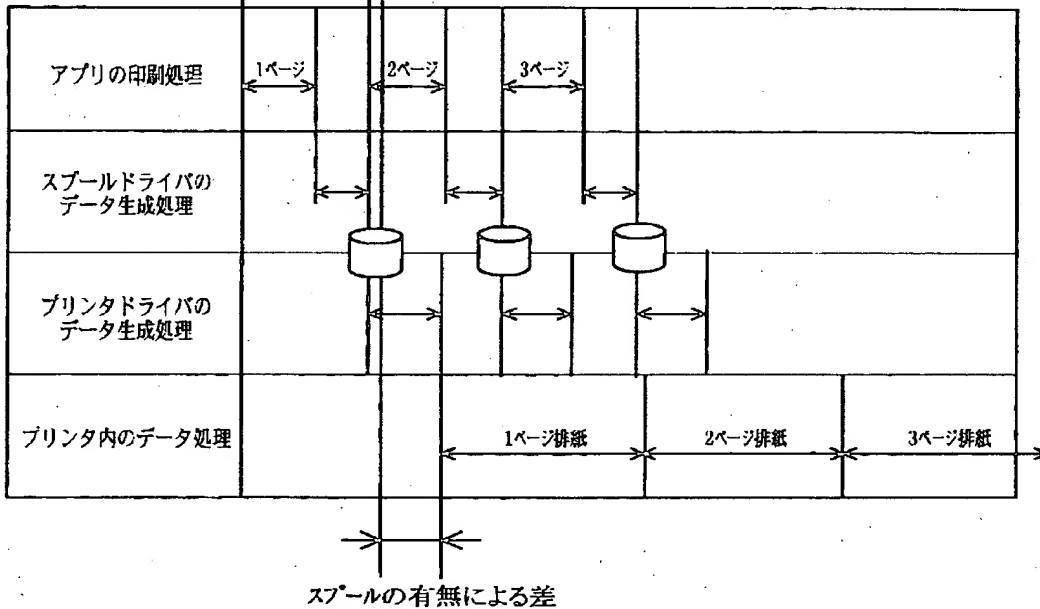 アプリの印刷処理
1ページ
2ページ
3ページ
スプールドライバの
データ生成処理
プリンタドライバの
データ生成処理
プリンタ内のデータ処理
1ページ排紙
2ページ排紙
3ページ排紙
スプールの有無による差